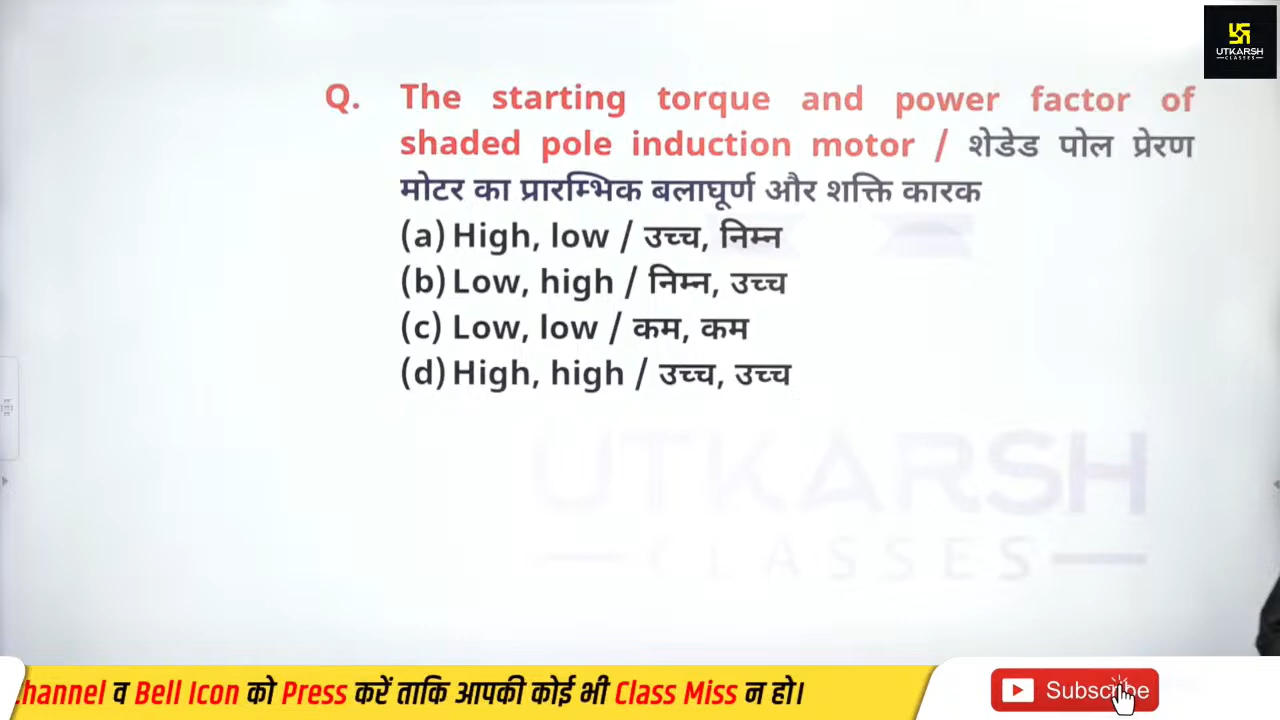 UTKARSH
CLASSES
Q. The starting torque and power factor of
shaded pole induction motor / शेडेड पोल प्रेरण
मोटर का प्रारम्भिक बलाघूर्ण और शक्ति कारक
(a) High, low / उच्च, निम्न
(b) Low, high / निम्न, उच्च
(c) Low, low / कम, कम
(d) High, high / उच्च, उच्च
UTKARSH
CLASSES
hannel व Bell Icon को Press करें ताकि आपकी कोई भी Class Miss न हो।
Subscribe